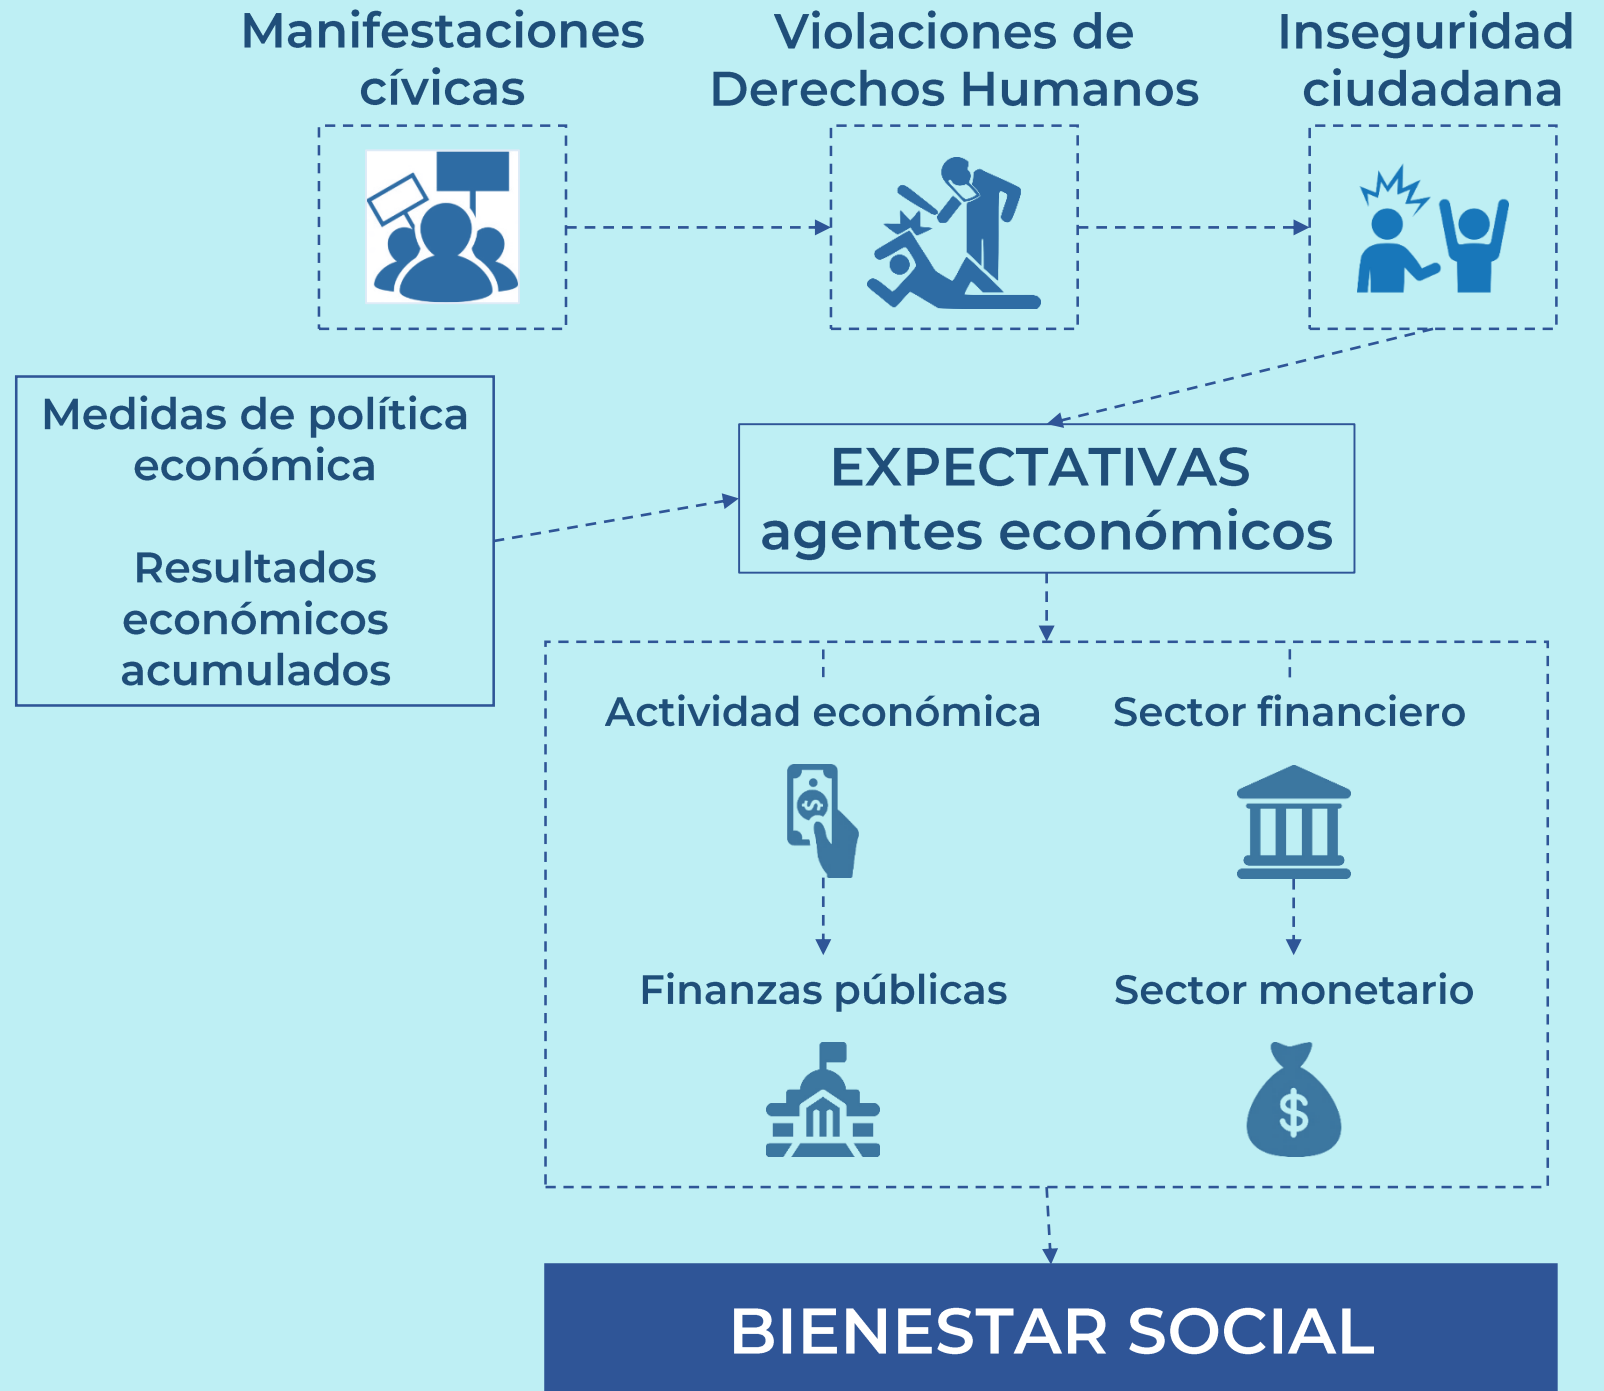 Manifestaciones
cívicas
Violaciones de
Derechos Humanos
Inseguridad
ciudadana
Medidas de política
económica
Resultados
económicos
acumulados
EXPECTATIVAS
agentes económicos
Actividad económica
Sector financiero
$
Finanzas públicas
Sector monetario
$
BIENESTAR SOCIAL